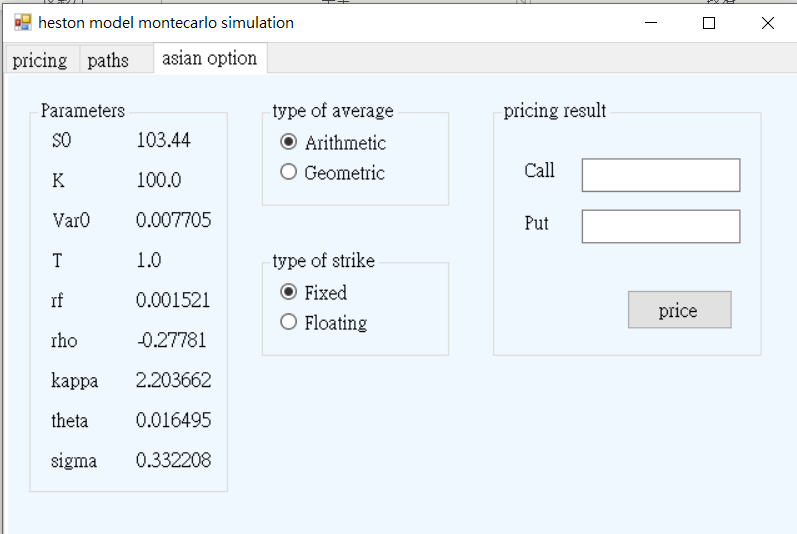 heston model montecarlo simulation
pricing paths asian option
Parameters
S0 103.44
K 100.0
Var0 0.007705
T 1.0
rf 0.001521
rho -0.27781
kappa 2.203662
theta 0.016495
sigma 0.332208
type of average
Arithmetic
Geometric
type of strike
Fixed
Floating
pricing result
Call
Put
price